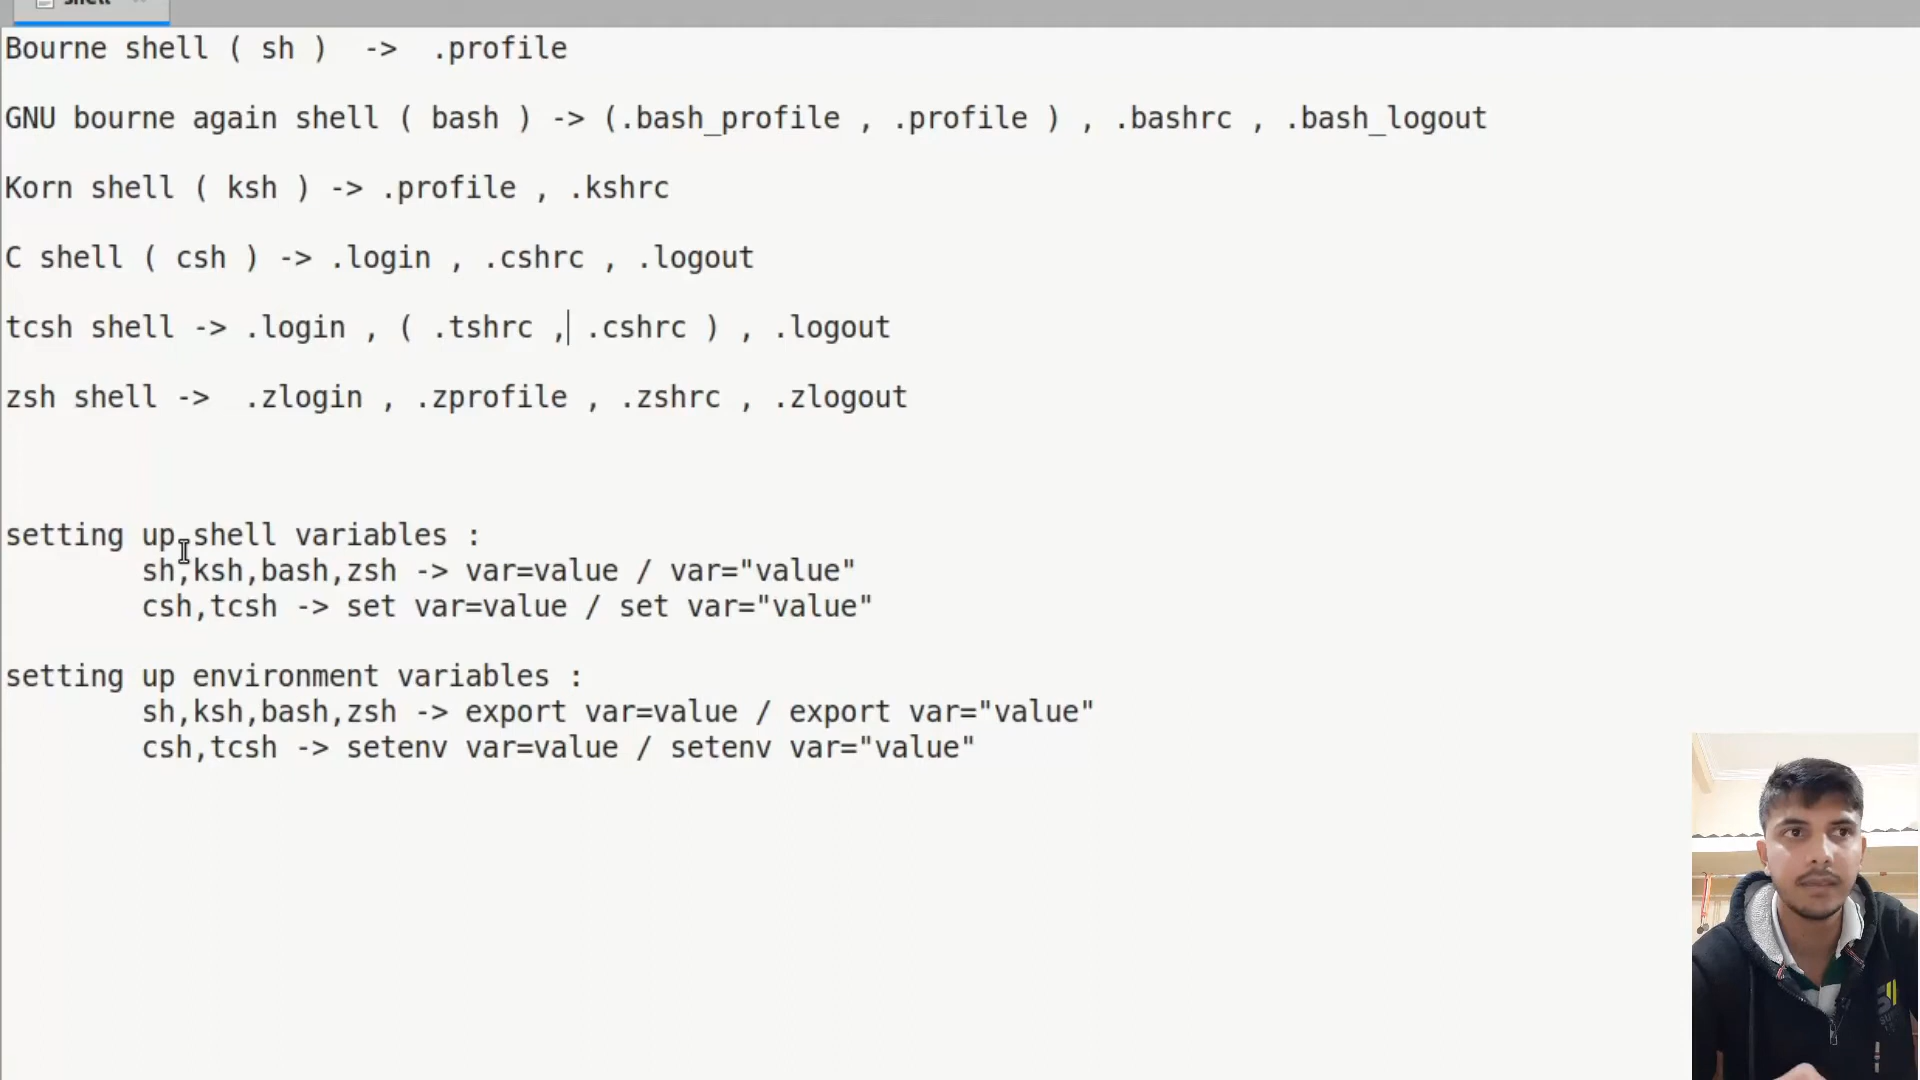 shell
Bourne shell ( sh )  ->  .profile
GNU bourne again shell ( bash ) -> (.bash_profile , .profile ) , .bashrc , .bash_logout
Korn shell ( ksh ) -> .profile , .kshrc
C shell ( csh ) -> .login , .cshrc , .logout
tcsh shell -> .login , ( .tshrc , .cshrc ) , .logout
zsh shell ->  .zlogin , .zprofile , .zshrc , .zlogout
setting up shell variables :
sh,ksh,bash,zsh -> var=value / var="value"
csh,tcsh -> set var=value / set var="value"
setting up environment variables :
sh,ksh,bash,zsh -> export var=value / export var="value"
csh,tcsh -> setenv var=value / setenv var="value"